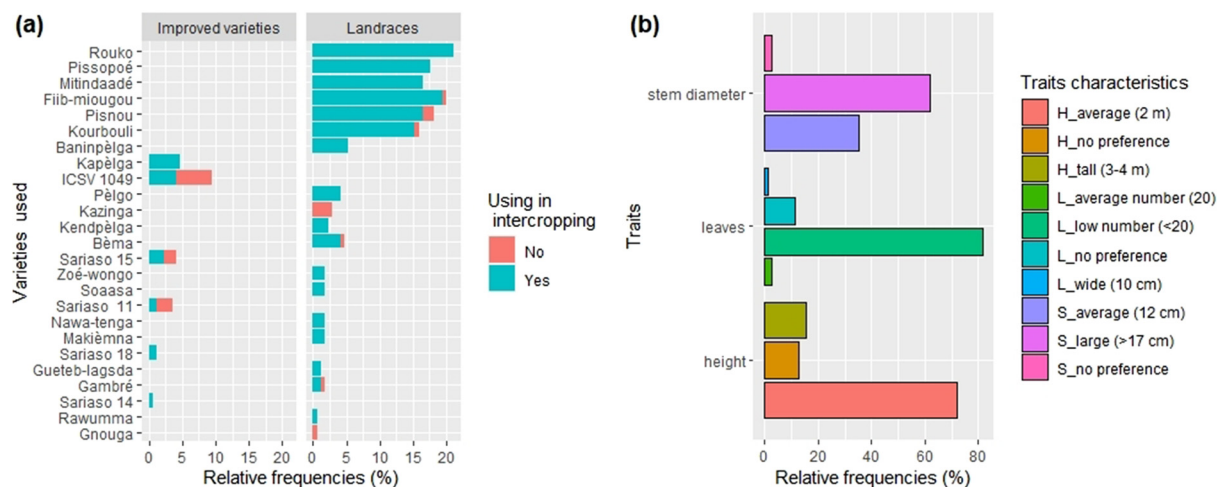 (a)
Improved varieties
Landraces
Varieties used
Rouko
Pissopoé
Mitindaadé
Fiib-miougou
Pisnou
Kourbouli
Baninpèlga
Kapèlga
ICSV 1049
Pèlgo
Kazinga
Kendpèlga
Bèma
Sariaso 15
Zoé-wongo
Soaasa
Sariaso 11
Nawa-tenga
Makièmna
Sariaso 18
Gueteb-lagsda
Gambré
Sariaso 14
Rawumma
Gnouga
0 5 10 15 20
0 5 10 15 20
Relative frequencies (%)
Using in
intercropping
No
Yes
(b)
Traits
stem diameter
leaves
height
0 20 40 60 80
Relative frequencies (%)
Traits characteristics
H_average (2 m)
H_no preference
H_tall (3-4 m)
L_average number (20)
L_low number (<20)
L_no preference
L_wide (10 cm)
S_average (12 cm)
S_large (>17 cm)
S_no preference